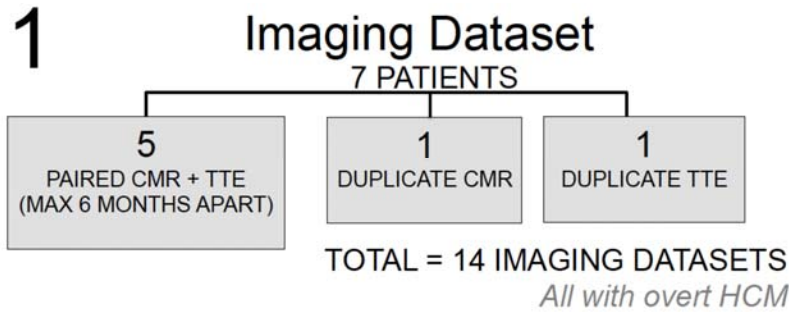 1
Imaging Dataset
7 PATIENTS
5
PAIRED CMR + TTE
(MAX 6 MONTHS APART)
1
DUPLICATE CMR
1
DUPLICATE TTE
TOTAL = 14 IMAGING DATASETS
All with overt HCM